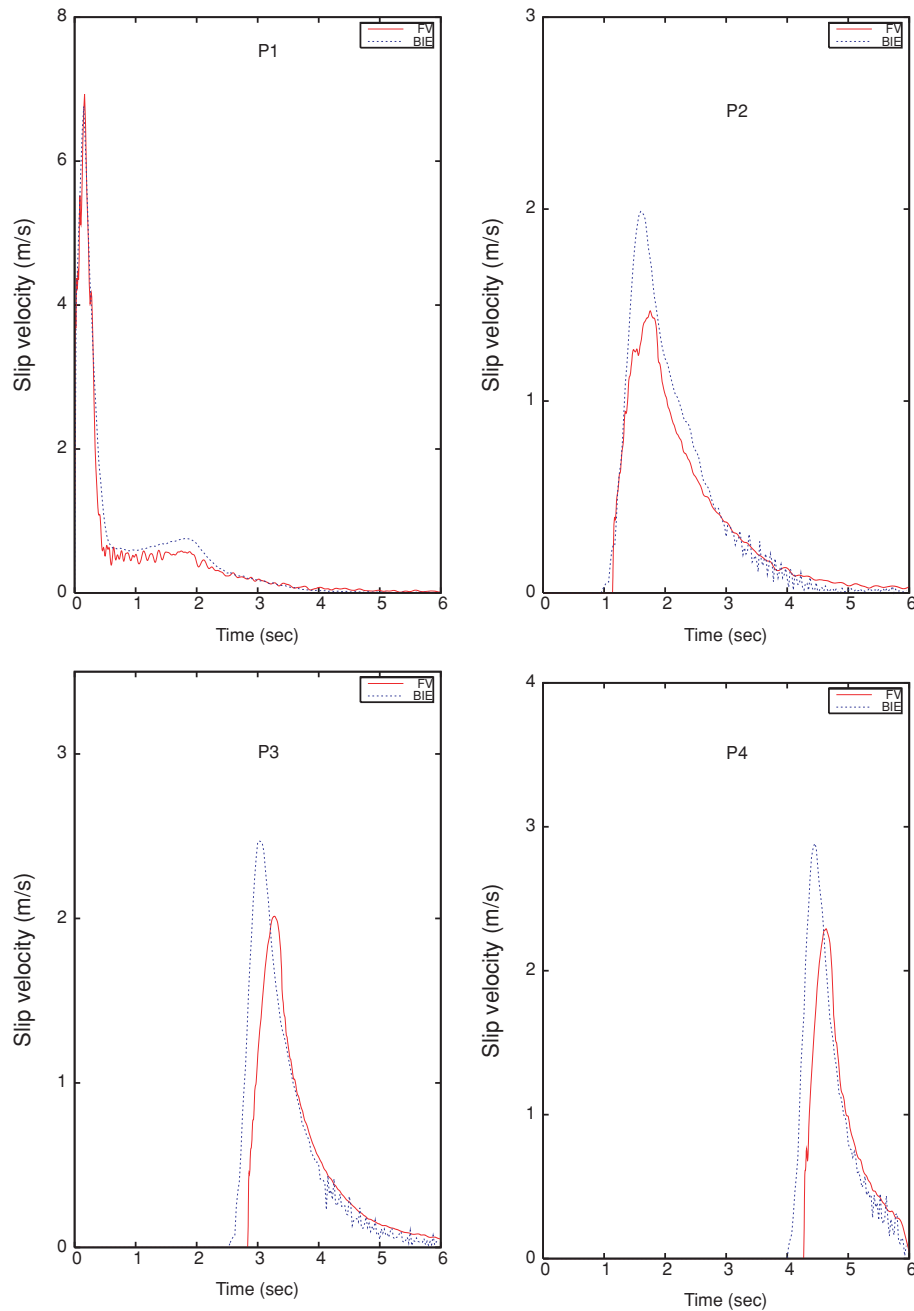 8
6
4
2
0
0 1 2 3 4 5 6
Slip velocity (m/s)
Time (sec)
P1
FV
BIE
3
2
1
0
0 1 2 3 4 5 6
Slip velocity (m/s)
Time (sec)
P2
FV
BIE
3
2
1
0
0 1 2 3 4 5 6
Slip velocity (m/s)
Time (sec)
P3
FV
BIE
4
3
2
1
0
0 1 2 3 4 5 6
Slip velocity (m/s)
Time (sec)
P4
FV
BIE